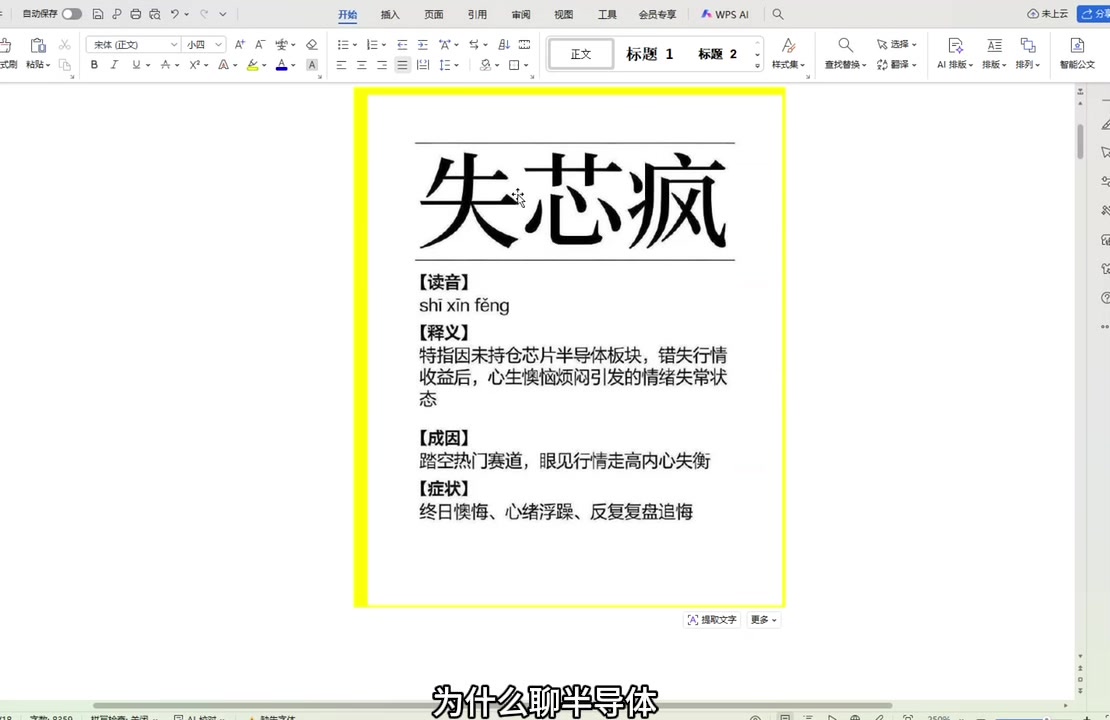 自动保存
开始 插入 页面 引用 审阅 视图 工具 会员专享 WPS AI
未上云 分享
式刷 粘贴
宋体 (正文) 小四
正文 标题 1 标题 2
样式集 查找替换 选择 翻译 AI 排版 排版 排列 智能公文
失芯疯
【读音】
shī xīn fěng
【释义】
特指因未持仓芯片半导体板块，错失行情
收益后，心生懊恼烦闷引发的情绪失常状
态
【成因】
踏空热门赛道，眼见行情走高内心失衡
【症状】
终日懊悔、心绪浮躁、反复复盘追悔
提取文字 更多
为什么聊半导体